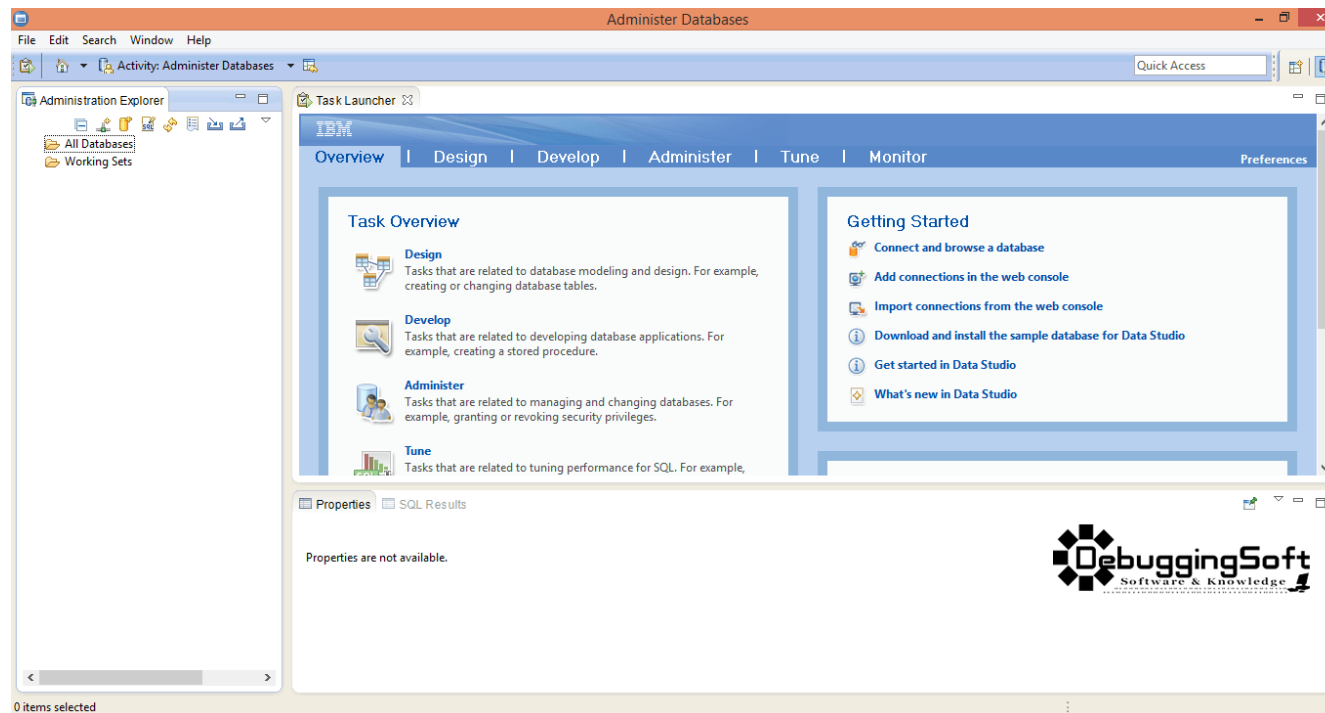 Administer Databases
File Edit Search Window Help
Activity: Administer Databases
Quick Access
Administration Explorer
All Databases
Working Sets
Task Launcher
IBM
Overview | Design | Develop | Administer | Tune | Monitor
Preferences
Task Overview
Design
Tasks that are related to database modeling and design. For example,
creating or changing database tables.
Develop
Tasks that are related to developing database applications. For
example, creating a stored procedure.
Administer
Tasks that are related to managing and changing databases. For
example, granting or revoking security privileges.
Tune
Tasks that are related to tuning performance for SQL. For example,
Getting Started
Connect and browse a database
Add connections in the web console
Import connections from the web console
Download and install the sample database for Data Studio
Get started in Data Studio
What's new in Data Studio
Properties SQL Results
Properties are not available.
DebuggingSoft
Software & Knowledge
0 items selected